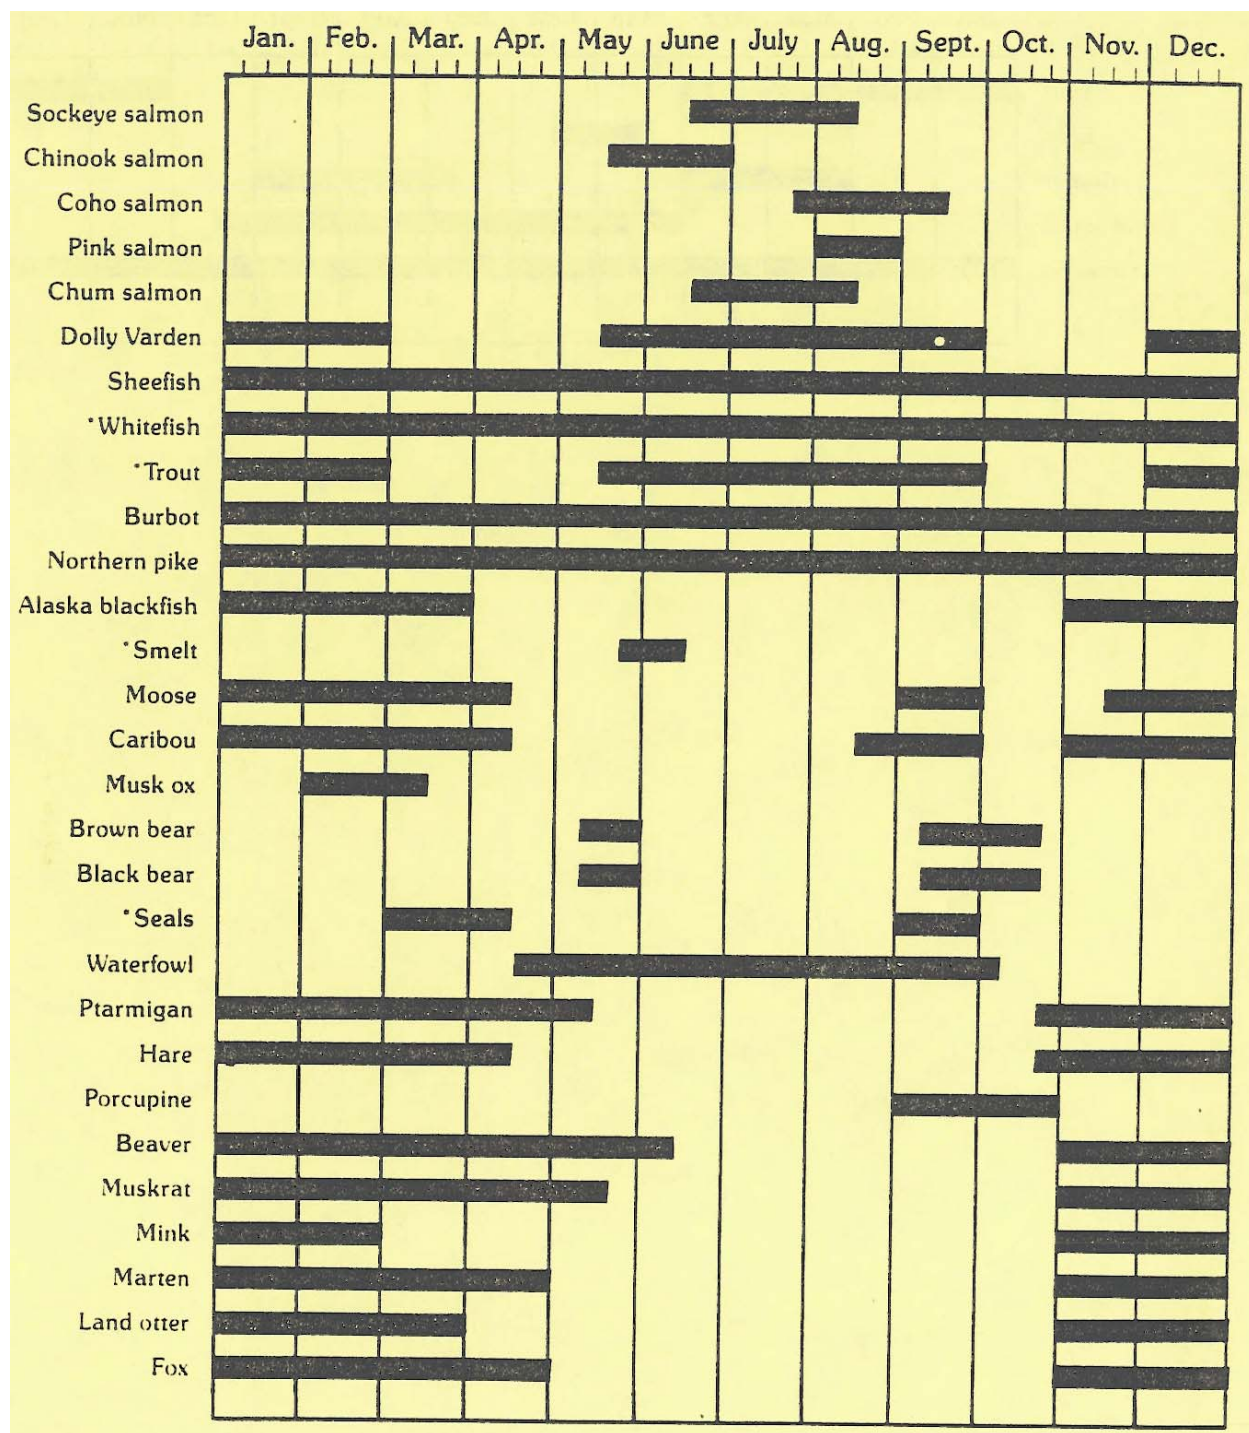 Jan. Feb. Mar. Apr. May June July Aug. Sept. Oct. Nov. Dec.
Sockeye salmon
Chinook salmon
Coho salmon
Pink salmon
Chum salmon
Dolly Varden
Sheefish
*Whitefish
*Trout
Burbot
Northern pike
Alaska blackfish
*Smelt
Moose
Caribou
Musk ox
Brown bear
Black bear
*Seals
Waterfowl
Ptarmigan
Hare
Porcupine
Beaver
Muskrat
Mink
Marten
Land otter
Fox